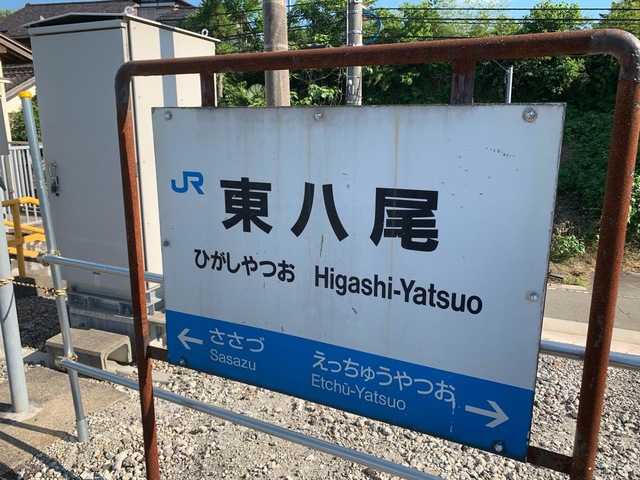 JR 東八尾
ひがしやつお Higashi-Yatsuo
← ささづ えっちゅうやつお →
Sasazu Etchū-Yatsuo